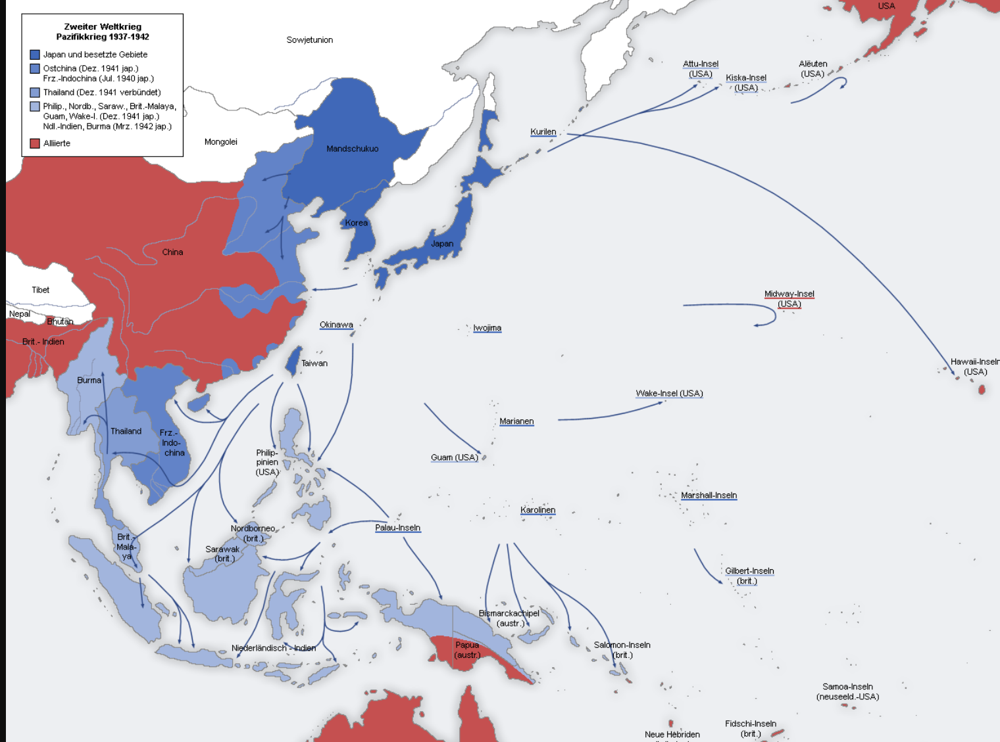 Zweiter Weltkrieg
Pazifikkrieg 1937-1942
Japan und besetzte Gebiete
Ostchina (Dez. 1941 jap.)
Frz.-Indochina (Jul. 1940 jap.)
Thailand (Dez. 1941 verbündet)
Philip., Nordb., Saraw., Brit.-Malaya,
Guam, Wake-I. (Dez. 1941 jap.)
Ndl.-Indien, Burma (Mrz. 1942 jap.)
Alliierte
USA
Sowjetunion
Attu-Insel
(USA)
Kiska-Insel
(USA)
Alëuten
(USA)
Mongolei
Mandschukuo
Kurilen
Korea
Japan
China
Tibet
Nepal
Bhutan
Brit.- Indien
Midway-Insel
(USA)
Okinawa
Iwojima
Taiwan
Hawaii-Inseln
(USA)
Burma
Wake-Insel (USA)
Marianen
Thailand
Frz.-
Indo-
china
Philip-
pinien
(USA)
Guam (USA)
Marshall-Inseln
Karolinen
Palau-Inseln
Nordborneo
(brit.)
Brit.-
Mala-
ya
Sarawak
(brit.)
Gilbert-Inseln
(brit.)
Bismarckachipel
(austr.)
Niederländisch - Indien
Papua
(austr.)
Salomon-Inseln
(brit.)
Samoa-Inseln
(neuseeld.-USA)
Fidschi-Inseln
(brit.)
Neue Hebriden